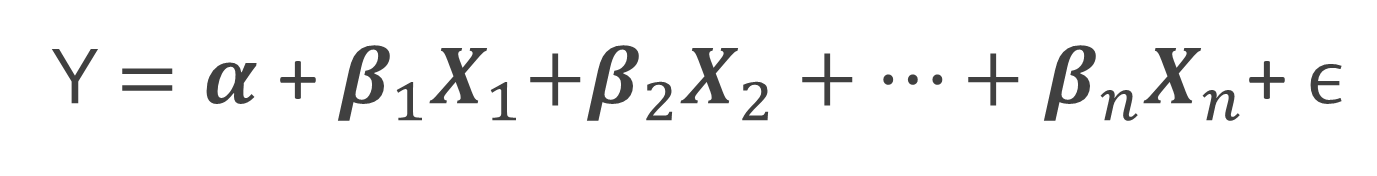 Y = α + β₁X₁+β₂X₂ + ⋯ + βₙXₙ+ ϵ